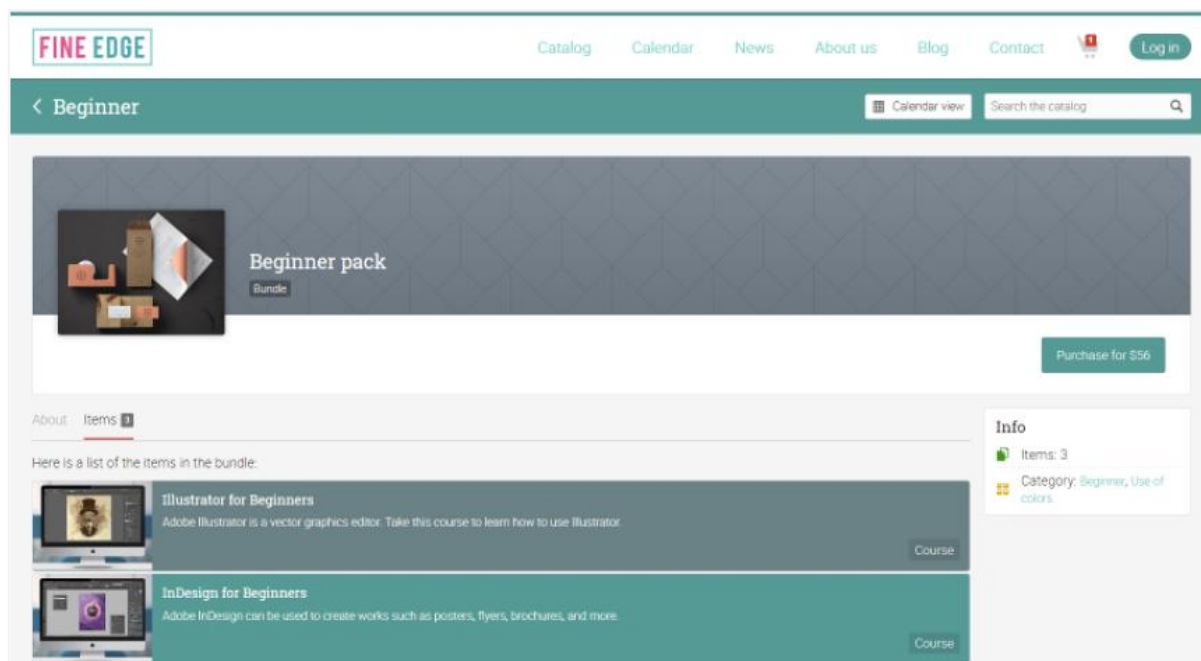 FINE EDGE
Catalog Calendar News About us Blog Contact 1 Log in
< Beginner
Calendar view Search the catalog
Beginner pack
Bundle
Purchase for $56
About Items 3
Here is a list of the items in the bundle:
Illustrator for Beginners
Adobe Illustrator is a vector graphics editor. Take this course to learn how to use Illustrator.
Course
InDesign for Beginners
Adobe InDesign can be used to create works such as posters, flyers, brochures, and more.
Course
Info
Items: 3
Category: Beginner, Use of
colors